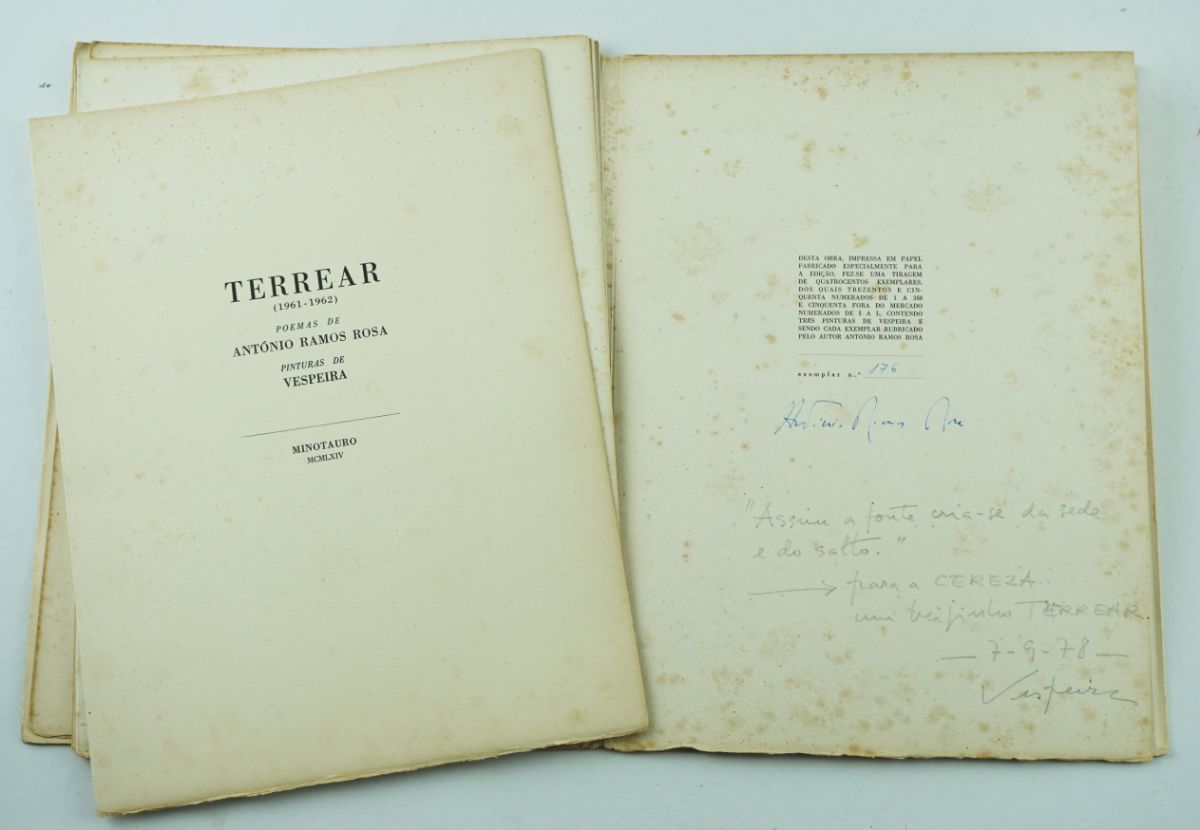 TERREAR
(1961-1962)
POEMAS DE
ANTÓNIO RAMOS ROSA
PINTURAS DE
VESPEIRA
MINOTAURO
MCMLXIV
DESTA OBRA, IMPRESSA EM PAPEL
FABRICADO ESPECIALMENTE PARA
A EDIÇÃO, FEZ-SE UMA TIRAGEM
DE QUATROCENTOS EXEMPLARES,
DOS QUAIS TREZENTOS E CIN-
QUENTA NUMERADOS DE 1 A 350
E CINQUENTA FORA DO MERCADO
NUMERADOS DE I A L, CONTENDO
TRÊS PINTURAS DE VESPEIRA E
SENDO CADA EXEMPLAR RUBRICADO
PELO AUTOR ANTÓNIO RAMOS ROSA
exemplar n.º 176
António Ramos Rosa
"Assim a fonte cria-se da sede
e do salto."
para a CEREZA..
um beijinho TERREAR
— 7-9-78 —
Vespeira